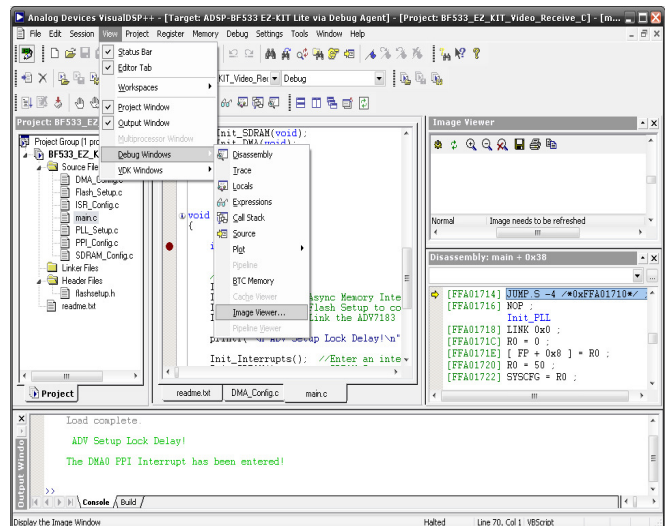 Analog Devices VisualDSP++ - [Target: ADSP-BF533 EZ-KIT Lite via Debug Agent] - [Project: BF533_EZ_KIT_Video_Receive_C] - [m...
File Edit Session View Project Register Memory Debug Settings Tools Window Help
Status Bar
Editor Tab
Workspaces
Project Window
Output Window
Multiprocessor Window
Debug Windows
VDK Windows
KIT_Video_Rec
Debug
Disassembly
Trace
Locals
Expressions
Call Stack
Source
Plot
Pipeline
BTC Memory
Cache Viewer
Image Viewer...
Pipeline Viewer
Project: BF533_EZ
Project Group (1 pro
BF533_EZ_K
Source File
DMA_Config.c
Flash_Setup.c
ISR_Config.c
main.c
PLL_Setup.c
PPI_Config.c
SDRAM_Config.c
Linker Files
Header Files
flashsetup.h
readme.txt
Project
Init_SDRAM(void);
Init_DMA(void);
void
{
Async Memory Inte
Flash Setup to co
Link the ADV7183
printf( "\n ADV Setup Lock Delay!\n"
Init_Interrupts(); //Enter an inte
readme.txt
DMA_Config.c
main.c
Image Viewer
Normal
Image needs to be refreshed
Disassembly: main + 0x38
[FFA01714] JUMP.S -4 /*0xFFA01710*/
[FFA01716] NOP ;
Init_PLL
[FFA01718] LINK 0x0 ;
[FFA0171C] R0 = 0 ;
[FFA0171E] [ FP + 0x8 ] = R0 ;
[FFA01720] R0 = 50 ;
[FFA01722] SYSCFG = R0 ;
Output Windo
Load complete.
ADV Setup Lock Delay!
The DMA0 PPI Interrupt has been entered!
>>
Console
Build
Display the Image Window
Halted
Line 70, Col 1
VBScript